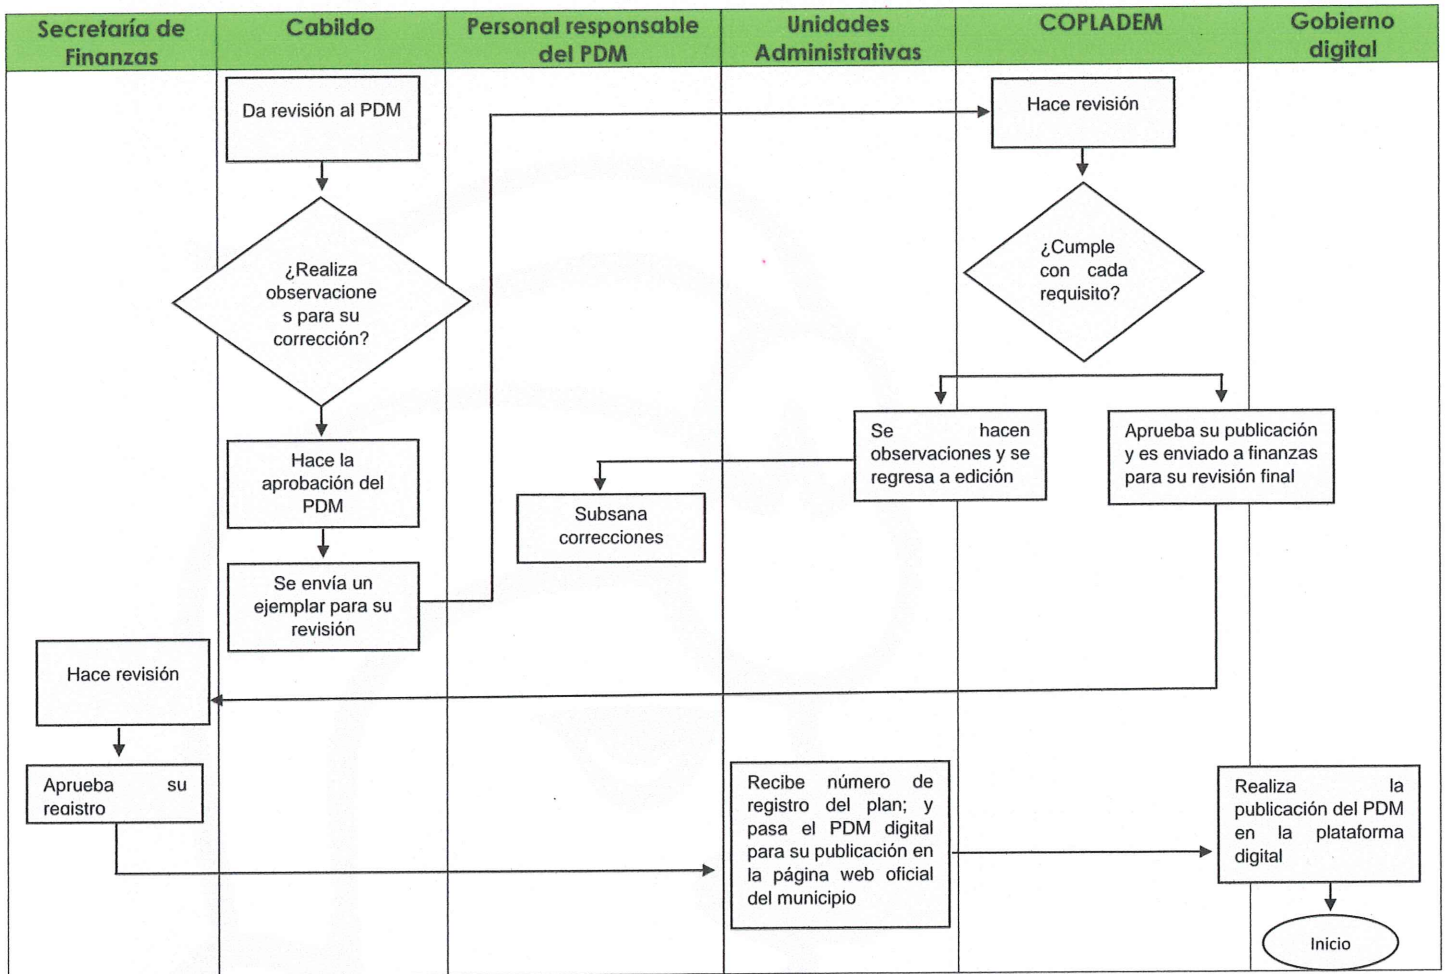 Secretaría de
Finanzas
Cabildo
Personal responsable
del PDM
Unidades
Administrativas
COPLADEM
Gobierno
digital
Da revisión al PDM
¿Realiza
observacione
s para su
corrección?
Hace la
aprobación del
PDM
Se envía un
ejemplar para su
revisión
Hace revisión
¿Cumple
con cada
requisito?
Se hacen
observaciones y se
regresa a edición
Aprueba su publicación
y es enviado a finanzas
para su revisión final
Subsana
correcciones
Hace revisión
Aprueba su
registro
Recibe número de
registro del plan; y
pasa el PDM digital
para su publicación en
la página web oficial
del municipio
Realiza la
publicación del PDM
en la plataforma
digital
Inicio